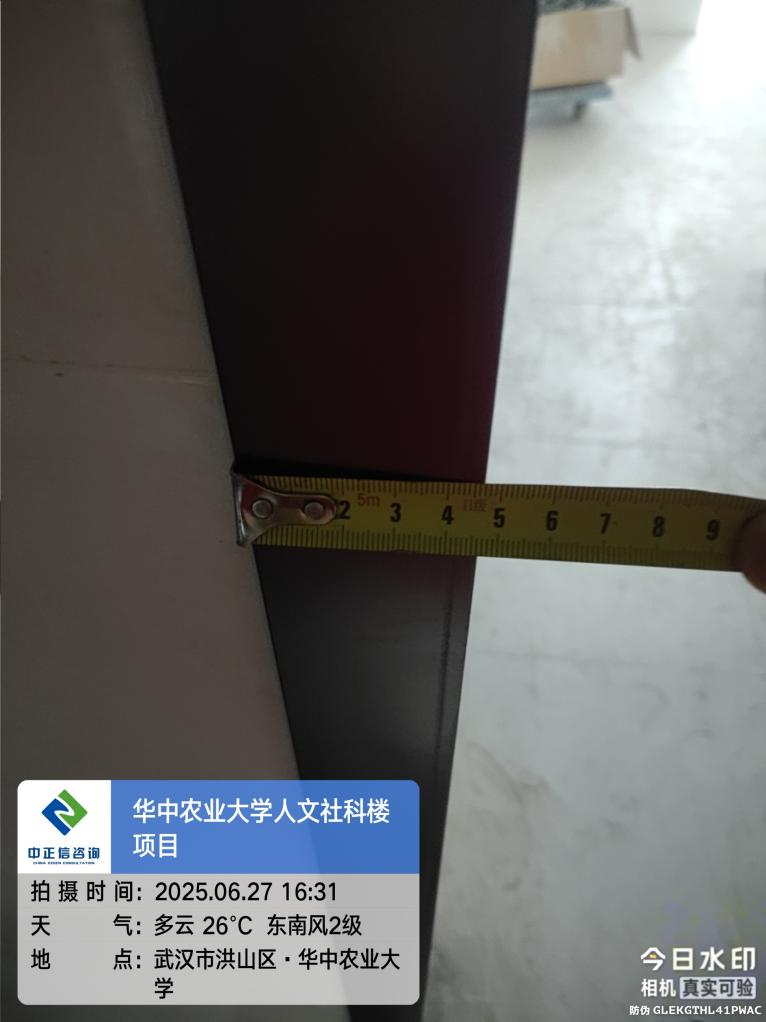 5m
2 3 4 5 6 7 8 9
中正信咨询
CHINA ZZXIN CONSULTATION
华中农业大学人文社科楼
项目
拍摄时间: 2025.06.27 16:31
天气: 多云 26℃ 东南风2级
地点: 武汉市洪山区·华中农业大
学
今日水印
相机 真实可验
防伪 GLEKGTHL41PWAC